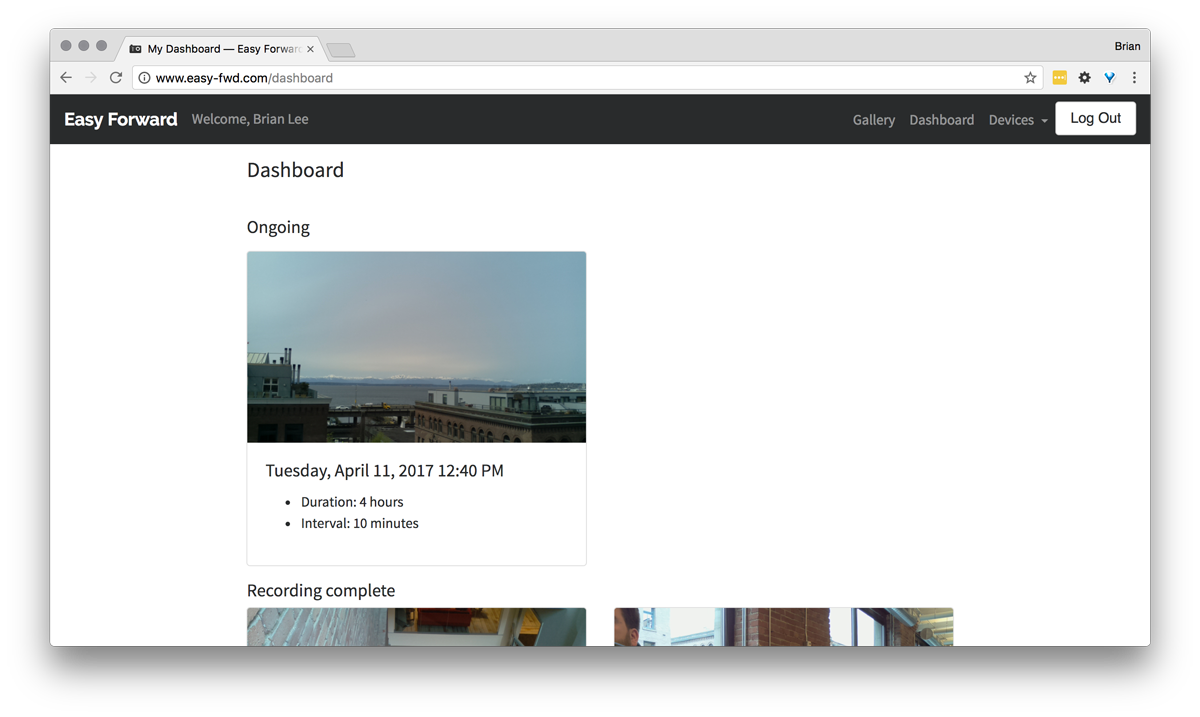 My Dashboard — Easy Forwar
Brian
www.easy-fwd.com/dashboard
Easy Forward Welcome, Brian Lee Gallery Dashboard Devices Log Out
Dashboard
Ongoing
Tuesday, April 11, 2017 12:40 PM
Duration: 4 hours
Interval: 10 minutes
Recording complete